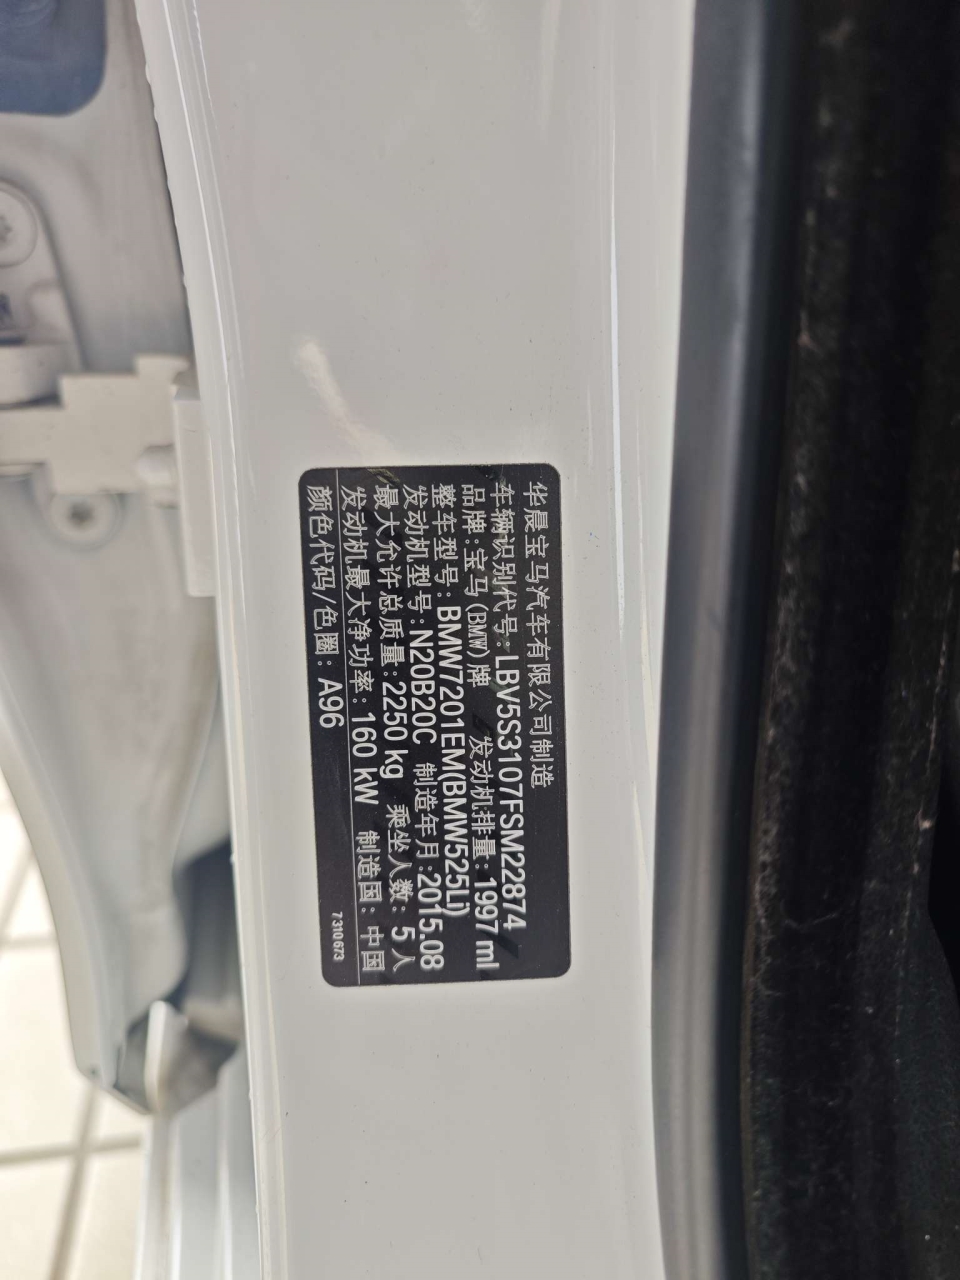 华晨宝马汽车有限公司制造
车辆识别代号: LBV5S3107FSM22874
品牌:宝马(BMW)牌 发动机排量: 1997 ml
整车型号: BMW7201EM(BMW525Li)
发动机型号: N20B20C 制造年月: 2015.08
最大允许总质量: 2250 kg 乘坐人数: 5 人
发动机最大净功率: 160 kW 制造国: 中国
颜色代码/色圈: A96
7310673